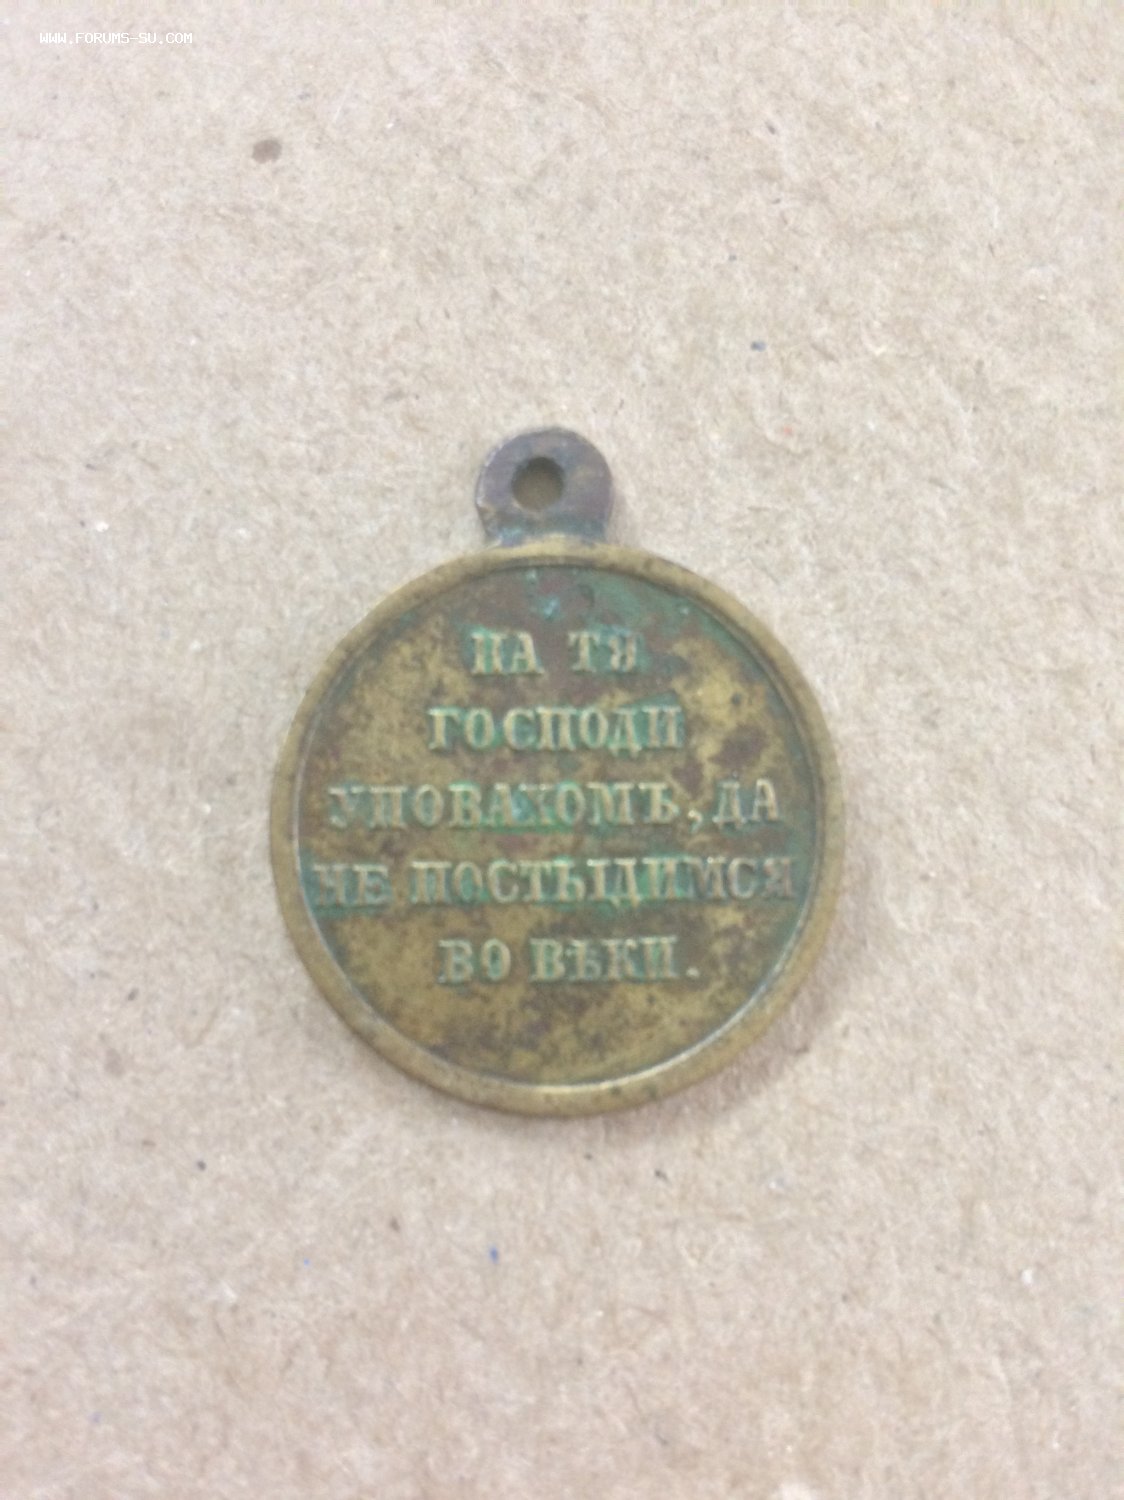 WWW.FORUMS-SU.COM
НА ТЯ
ГОСПОДИ
УПОВАХОМЪ, ДА
НЕ ПОСТЫДИМСЯ
ВО ВѢКИ.